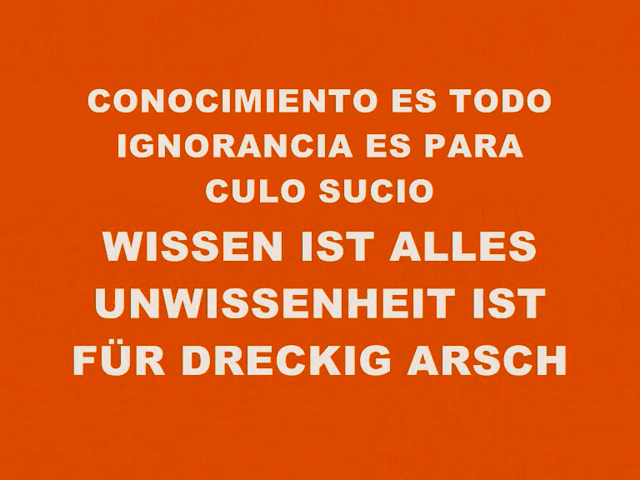 CONOCIMIENTO ES TODO
IGNORANCIA ES PARA
CULO SUCIO
WISSEN IST ALLES
UNWISSENHEIT IST
FÜR DRECKIG ARSCH